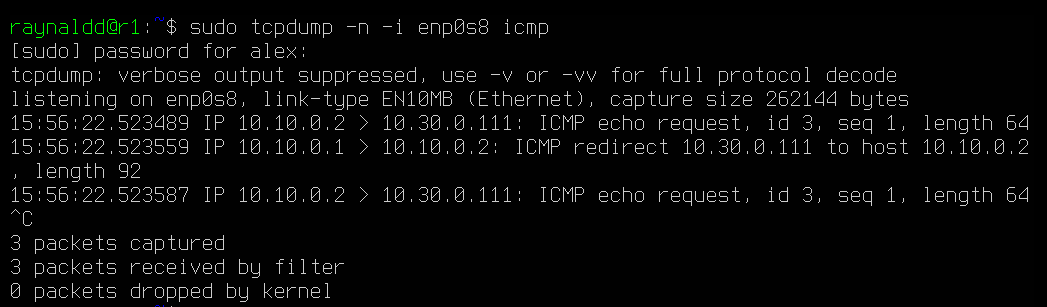 raynaldd@r1:~$ sudo tcpdump -n -i enp0s8 icmp
[sudo] password for alex:
tcpdump: verbose output suppressed, use -v or -vv for full protocol decode
listening on enp0s8, link-type EN10MB (Ethernet), capture size 262144 bytes
15:56:22.523489 IP 10.10.0.2 > 10.30.0.111: ICMP echo request, id 3, seq 1, length 64
15:56:22.523559 IP 10.10.0.1 > 10.10.0.2: ICMP redirect 10.30.0.111 to host 10.10.0.2
, length 92
15:56:22.523587 IP 10.10.0.2 > 10.30.0.111: ICMP echo request, id 3, seq 1, length 64
^C
3 packets captured
3 packets received by filter
0 packets dropped by kernel